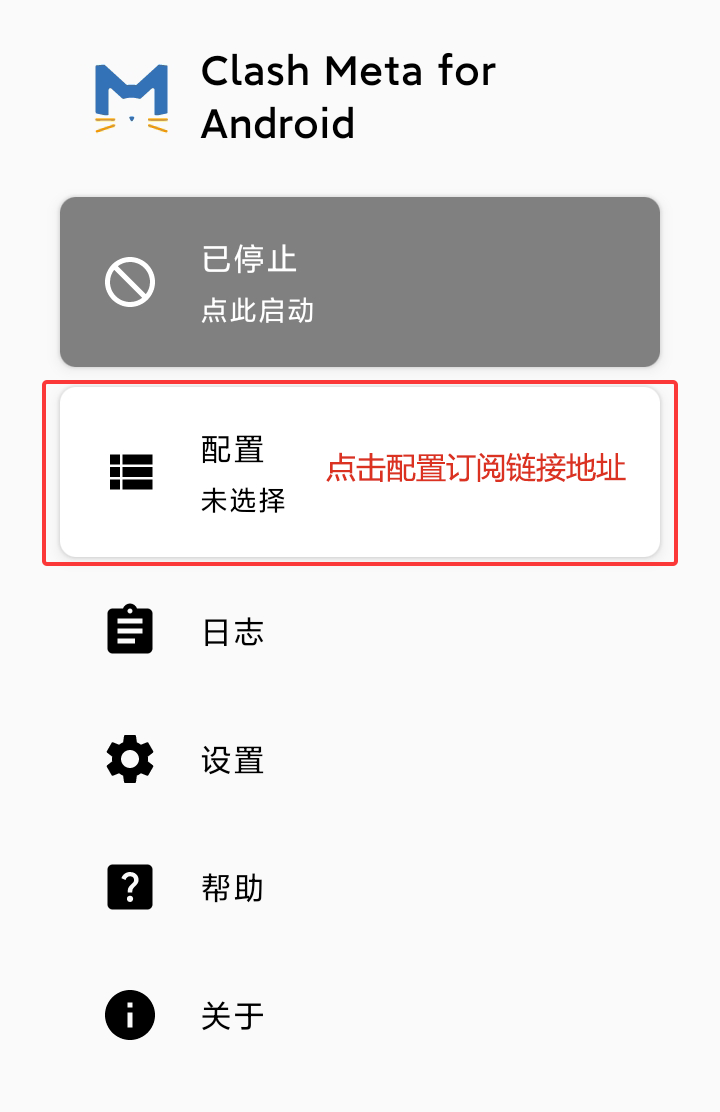 Clash Meta for
Android
已停止
点此启动
配置
未选择
点击配置订阅链接地址
日志
设置
帮助
关于